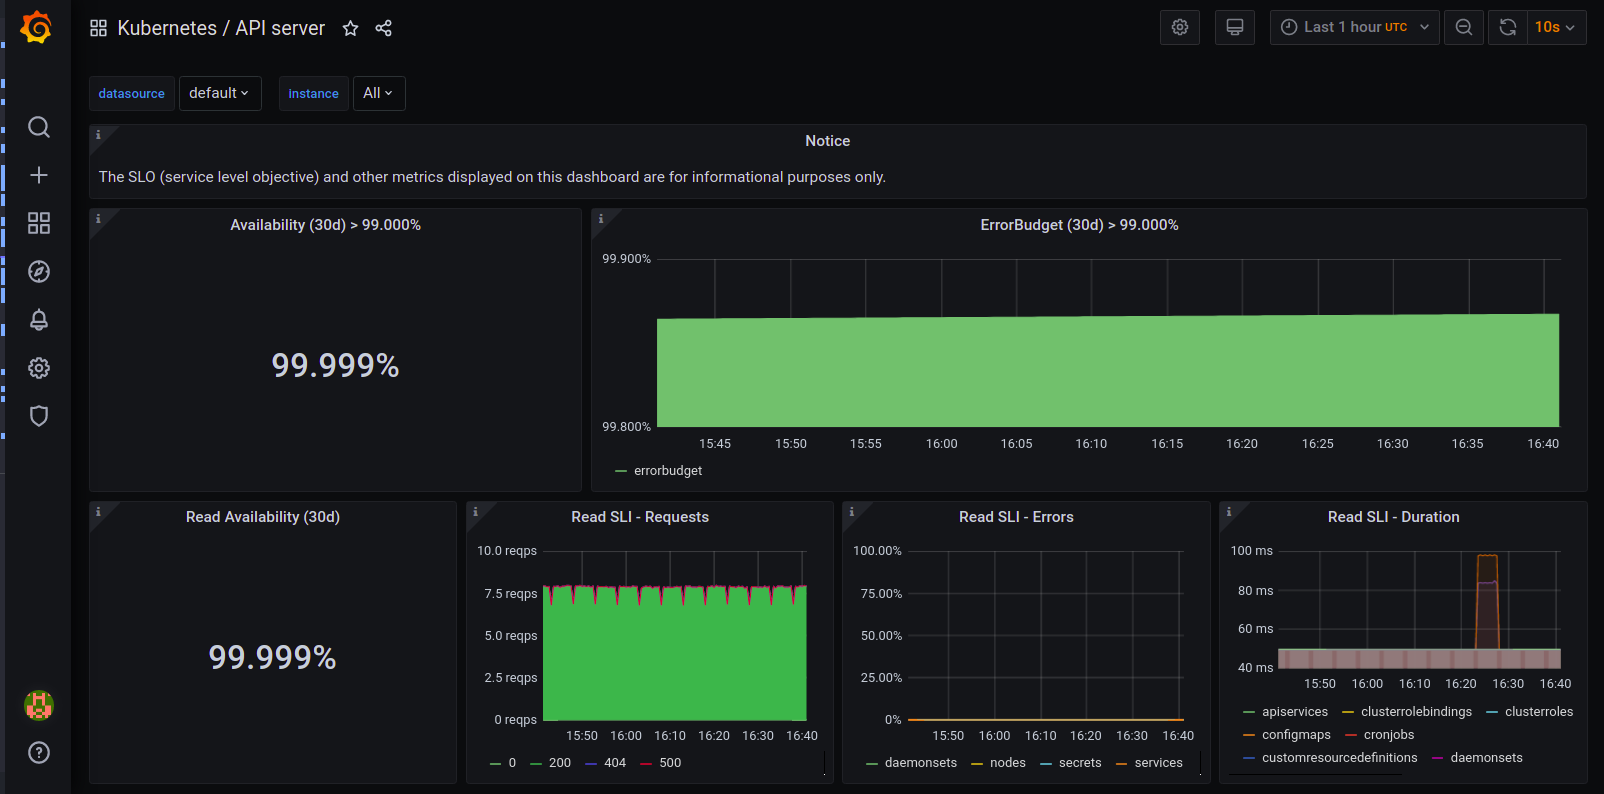 Kubernetes / API server
Last 1 hour UTC
10s
datasource default instance All
Notice
The SLO (service level objective) and other metrics displayed on this dashboard are for informational purposes only.
Availability (30d) > 99.000%
99.999%
ErrorBudget (30d) > 99.000%
99.900%
99.800%
15:45 15:50 15:55 16:00 16:05 16:10 16:15 16:20 16:25 16:30 16:35 16:40
errorbudget
Read Availability (30d)
99.999%
Read SLI - Requests
10.0 reqps
7.5 reqps
5.0 reqps
2.5 reqps
0 reqps
15:50 16:00 16:10 16:20 16:30 16:40
0 200 404 500
Read SLI - Errors
100.00%
75.00%
50.00%
25.00%
0%
15:50 16:00 16:10 16:20 16:30 16:40
daemonsets nodes secrets services
Read SLI - Duration
100 ms
80 ms
60 ms
40 ms
15:50 16:00 16:10 16:20 16:30 16:40
apiservices clusterrolebindings clusterroles
configmaps cronjobs
customresourcedefinitions daemonsets